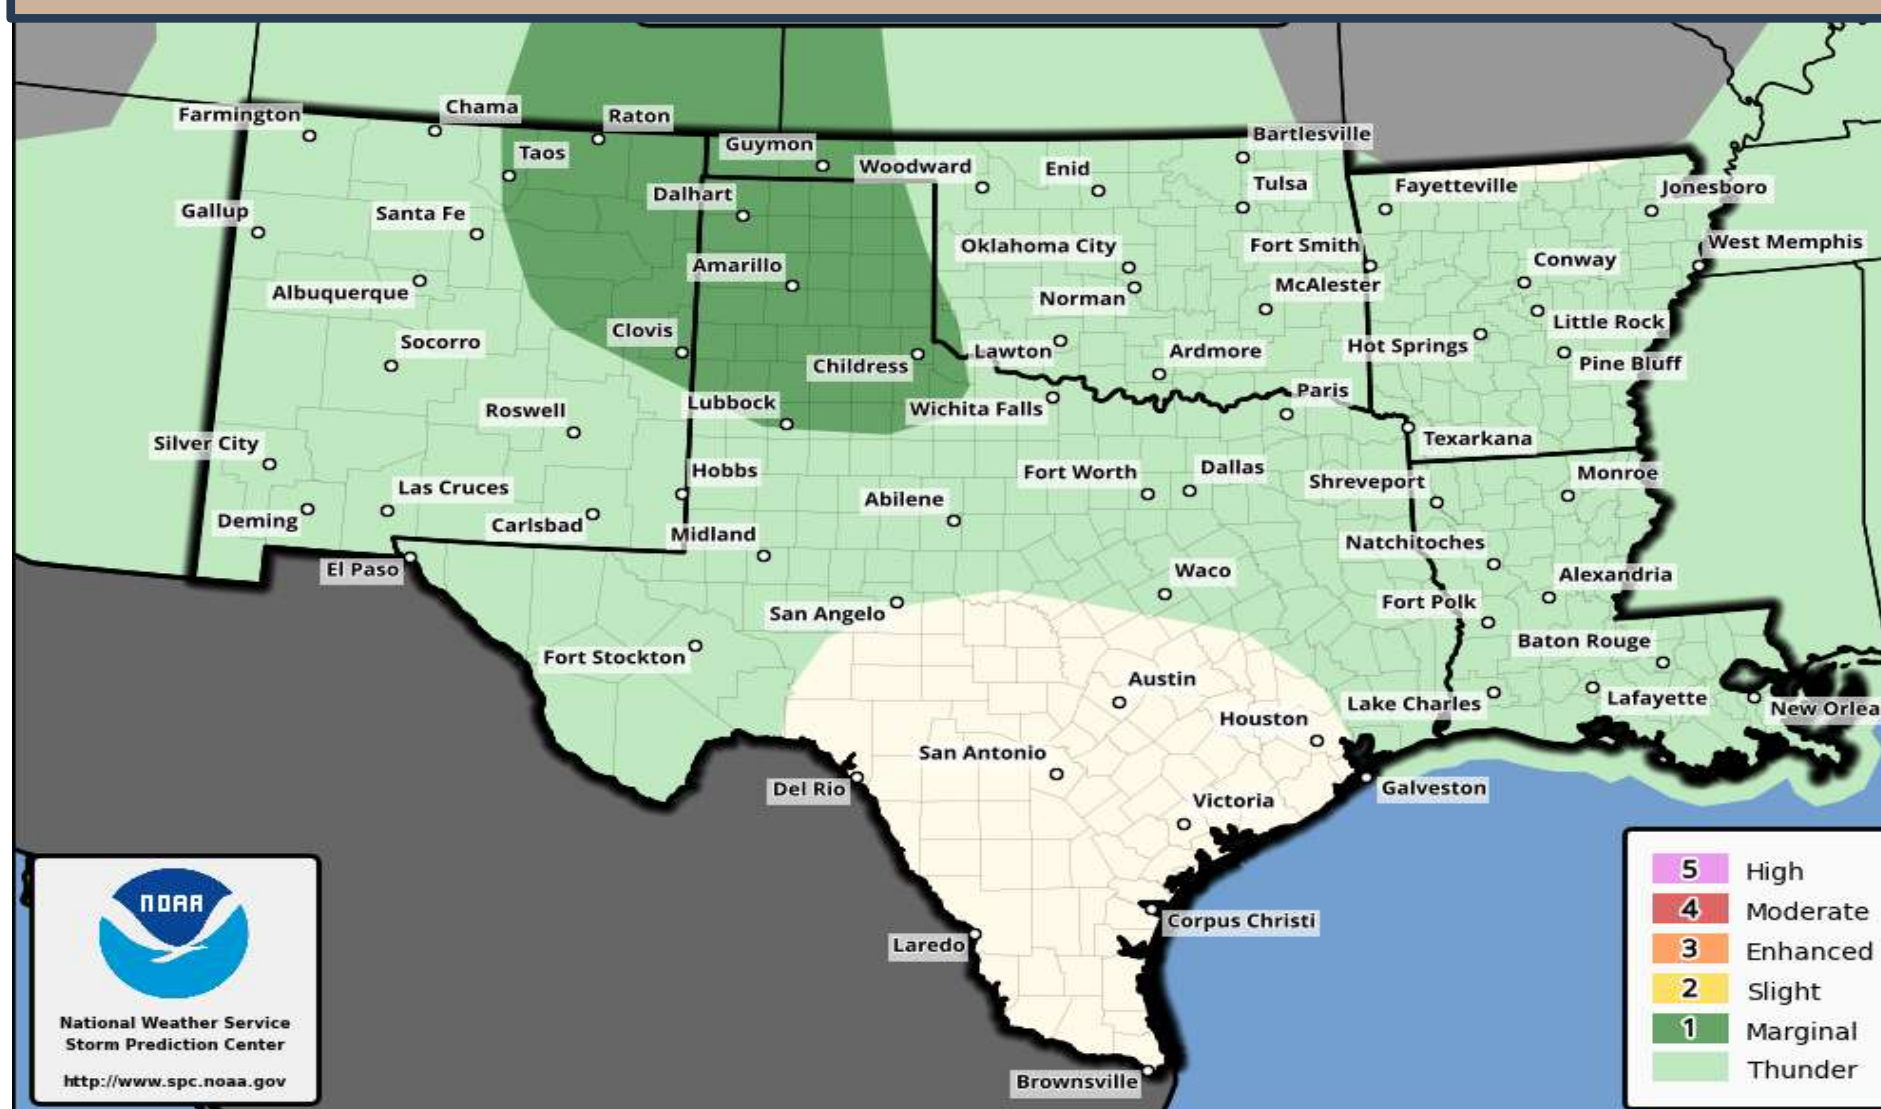 Farmington
Chama
Raton
Taos
Guymon
Woodward
Enid
Bartlesville
Tulsa
Fayetteville
Jonesboro
Dalhart
Gallup
Santa Fe
Oklahoma City
Fort Smith
Conway
West Memphis
Amarillo
Albuquerque
Norman
McAlester
Little Rock
Clovis
Socorro
Childress
Lawton
Ardmore
Hot Springs
Pine Bluff
Roswell
Lubbock
Wichita Falls
Paris
Texarkana
Silver City
Hobbs
Fort Worth
Dallas
Shreveport
Monroe
Las Cruces
Deming
Carlsbad
Midland
Abilene
Natchitoches
El Paso
Waco
Alexandria
San Angelo
Fort Polk
Fort Stockton
Baton Rouge
Austin
Lake Charles
Lafayette
New Orlea
Houston
San Antonio
Del Rio
Galveston
Victoria
Corpus Christi
Laredo
Brownsville
NOAA
National Weather Service
Storm Prediction Center
http://www.spc.noaa.gov
5 High
4 Moderate
3 Enhanced
2 Slight
1 Marginal
Thunder